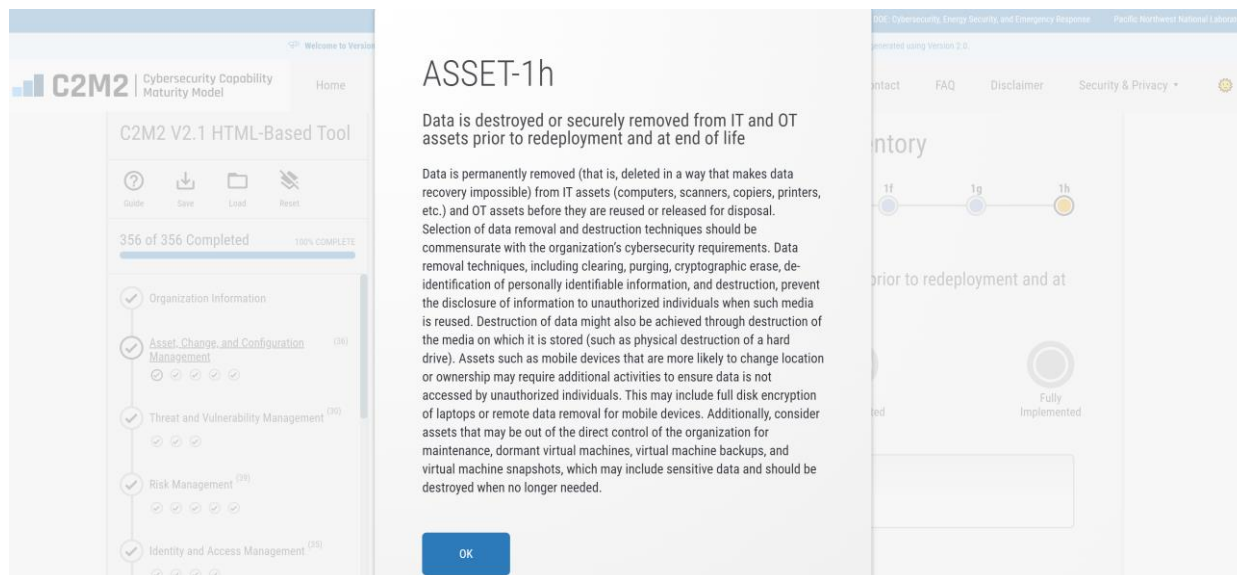 DOE: Cybersecurity, Energy Security, and Emergency Response
Pacific Northwest National
Welcome to
generated using Version 2.0.
C2M2
Cybersecurity Capability
Maturity Model
Home
FAQ
Disclaimer
Security & Privacy
C2M2 V2.1 HTML-Based Tool
Guide
Save
Load
Reset
356 of 356 Completed
100% COMPLETE
Organization Information
Asset, Change, and Configuration (36)
Management
Threat and Vulnerability Management (30)
Risk Management (39)
Identity and Access Management (39)
ASSET-1h
Data is destroyed or securely removed from IT and OT
assets prior to redeployment and at end of life
Data is permanently removed (that is, deleted in a way that makes data
recovery impossible) from IT assets (computers, scanners, copiers, printers,
etc.) and OT assets before they are reused or released for disposal.
Selection of data removal and destruction techniques should be
commensurate with the organization's cybersecurity requirements. Data
removal techniques, including clearing, purging, cryptographic erase, de-
identification of personally identifiable information, and destruction, prevent
the disclosure of information to unauthorized individuals when such media
is reused. Destruction of data might also be achieved through destruction of
the media on which it is stored (such as physical destruction of a hard
drive). Assets such as mobile devices that are more likely to change location
or ownership may require additional activities to ensure data is not
accessed by unauthorized individuals. This may include full disk encryption
of laptops or remote data removal for mobile devices. Additionally, consider
assets that may be out of the direct control of the organization for
maintenance, dormant virtual machines, virtual machine backups, and
virtual machine snapshots, which may include sensitive data and should be
destroyed when no longer needed.
OK
ntory
1f
1g
1h
prior to redeployment and at
Fully
Implemented